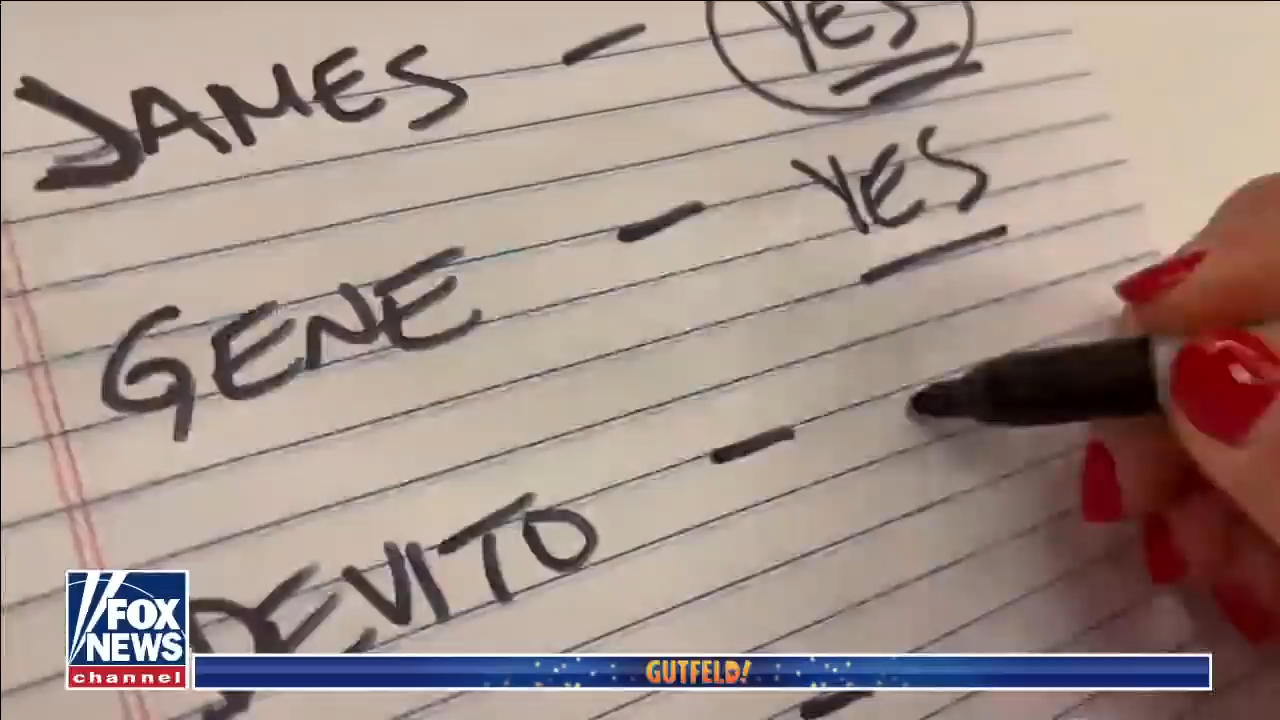 JAMES - YES
GENE - YES
DEVITO -
FOX
NEWS
channel
GUTFELD!